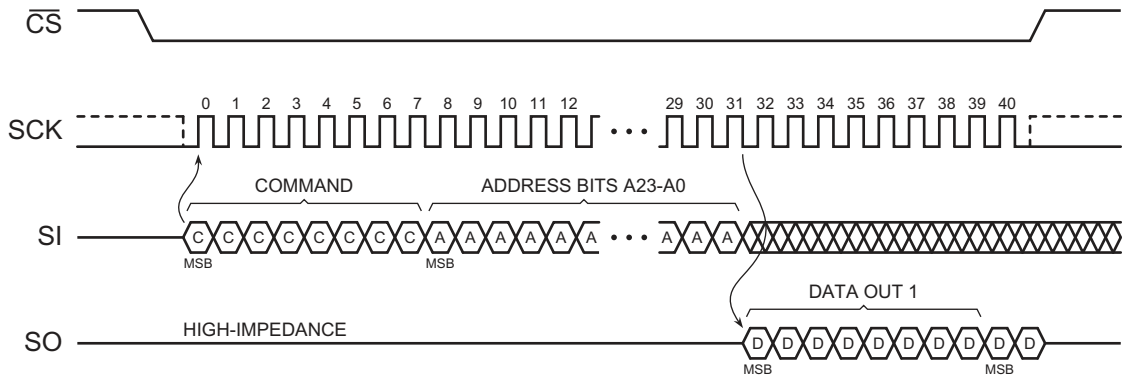 CS
0 1 2 3 4 5 6 7 8 9 10 11 12 29 30 31 32 33 34 35 36 37 38 39 40
SCK
COMMAND ADDRESS BITS A23-A0
SI C C C C C C C C A A A A A A A A A
MSB MSB
DATA OUT 1
HIGH-IMPEDANCE
SO D D D D D D D D D D
MSB MSB